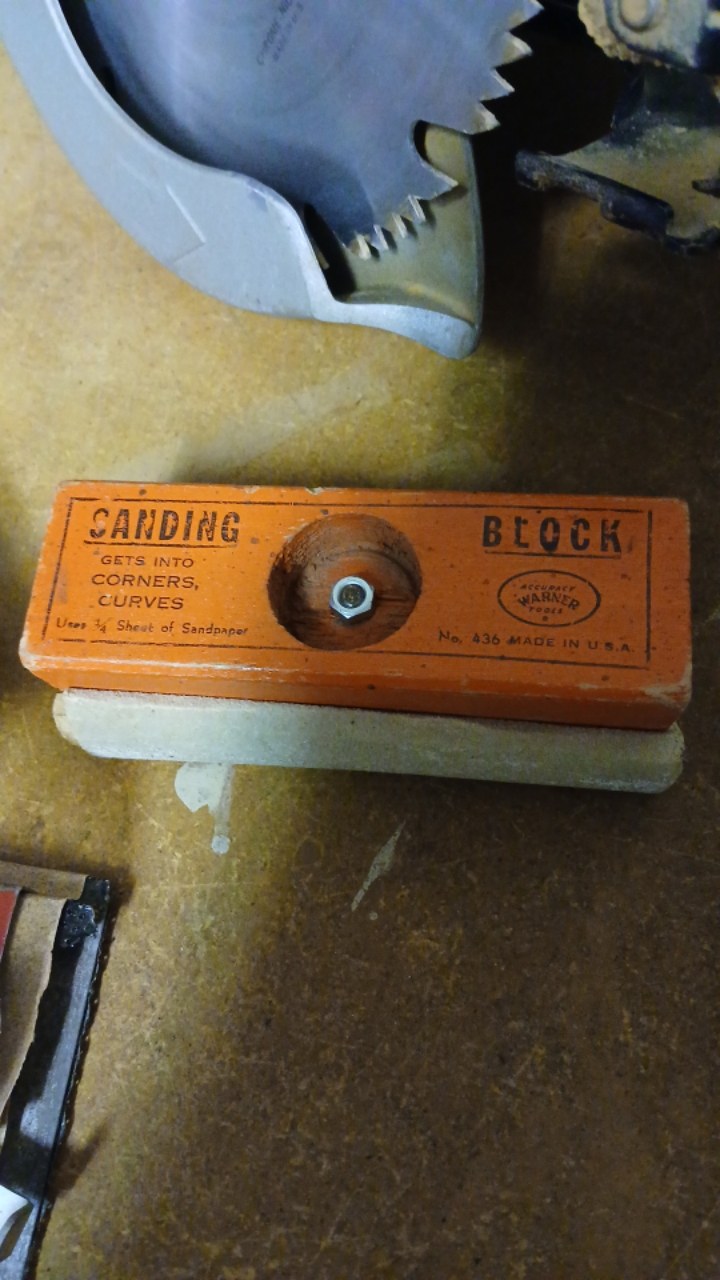 SANDING
GETS INTO
CORNERS,
CURVES
Uses ¼ Sheet of Sandpaper
BLOCK
ACCURACY
WARNER
TOOLS
No. 436 MADE IN U.S.A.